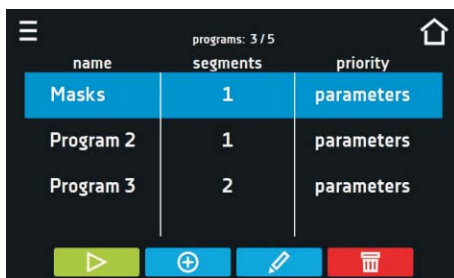 programs: 3 / 5
name segments priority
Masks 1 parameters
Program 2 1 parameters
Program 3 2 parameters